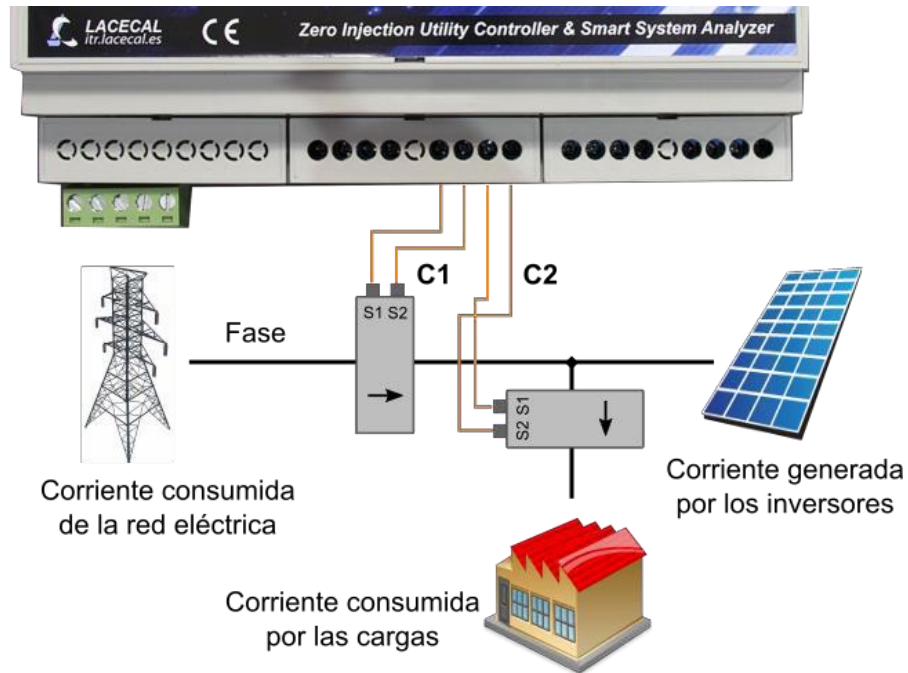 LACECAL
itr.lacecal.es
CE
Zero Injection Utility Controller & Smart System Analyzer
C1
C2
S1 S2
Fase
S1
S2
Corriente consumida
de la red eléctrica
Corriente generada
por los inversores
Corriente consumida
por las cargas